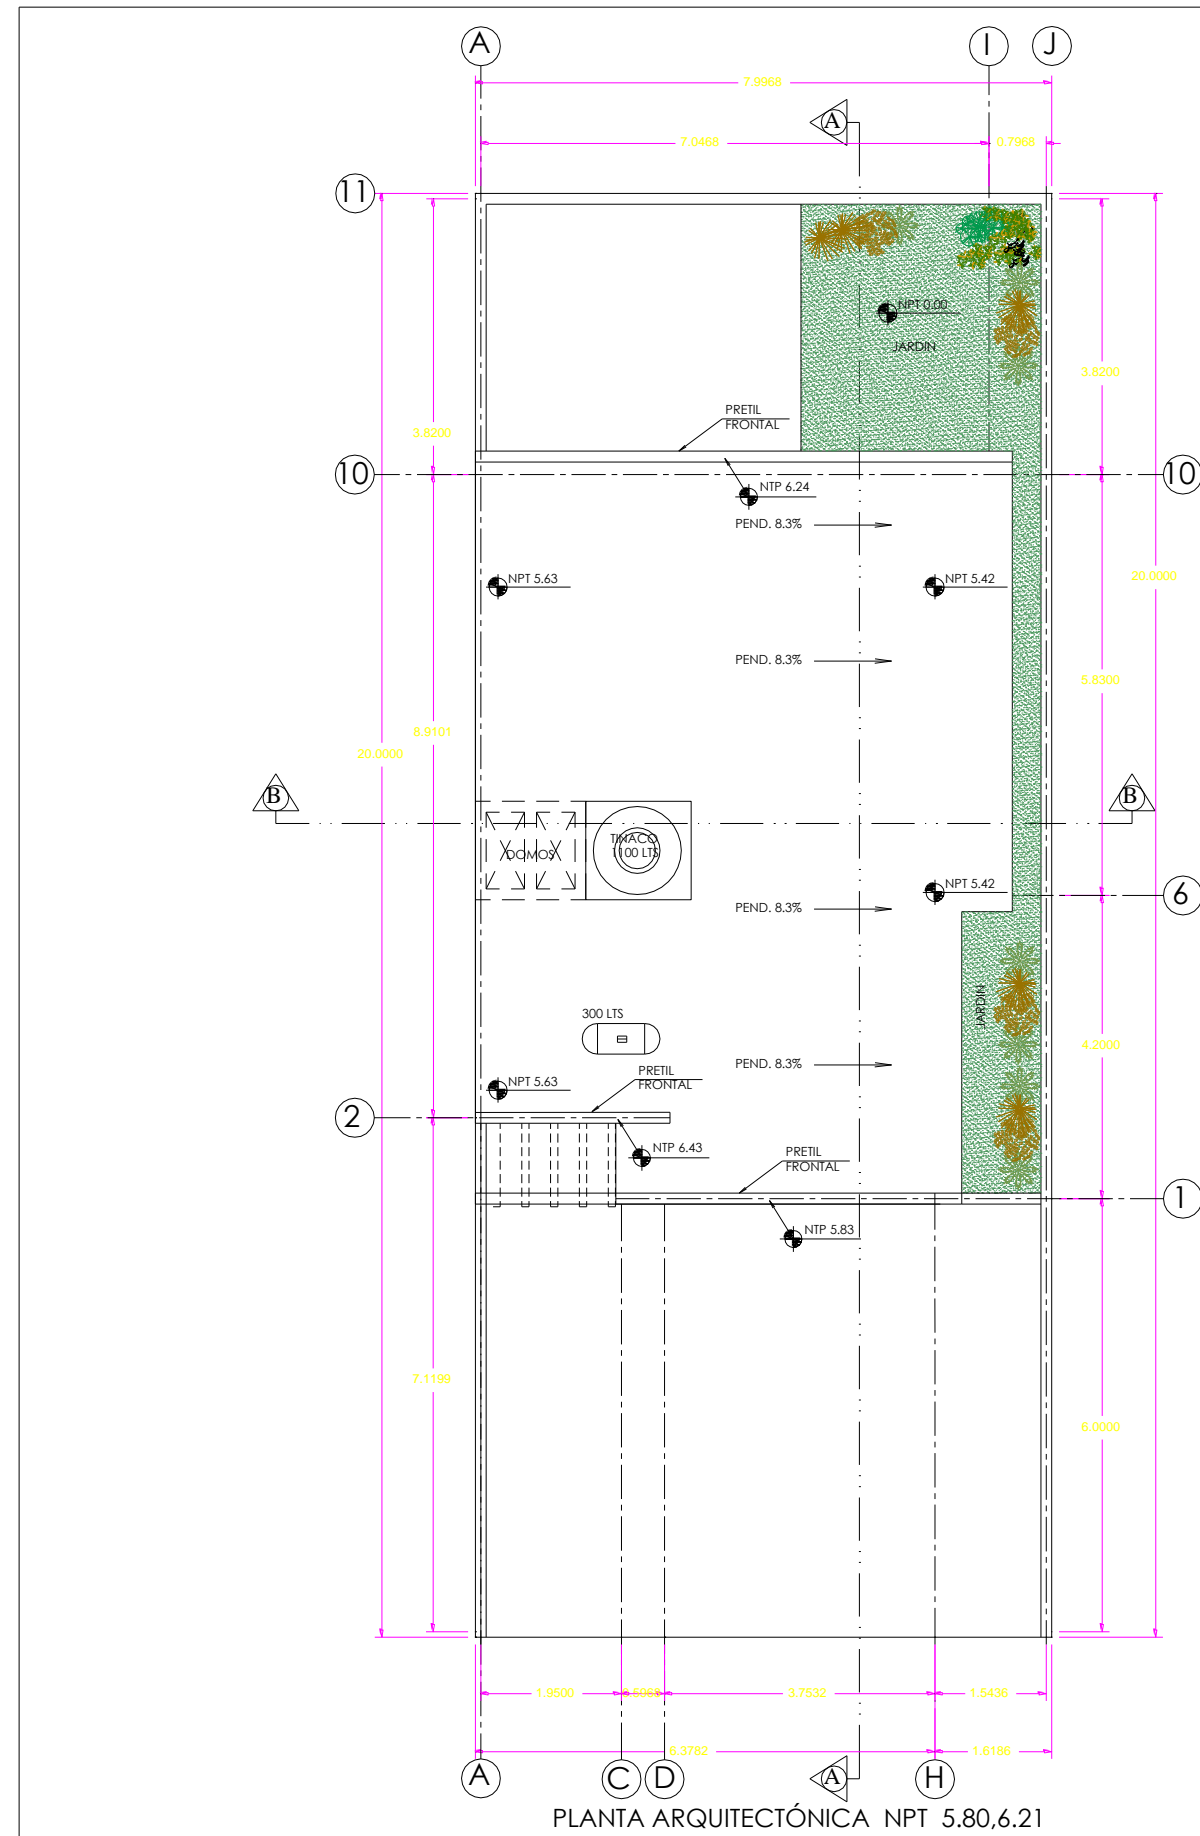 A
I
J
7.9968
A
7.0468
0.7968
11
NPT 0.00
JARDIN
3.8200
PRETIL
FRONTAL
3.8200
10
10
NTP 6.24
PEND. 8.3%
NPT 5.63
NPT 5.42
20.0000
PEND. 8.3%
5.8300
8.9101
20.0000
B
B
TINACO
1100 LTS
DOMOS
NPT 5.42
6
PEND. 8.3%
JARDIN
300 LTS
4.2000
PEND. 8.3%
PRETIL
FRONTAL
NPT 5.63
2
NTP 6.43
PRETIL
FRONTAL
1
NTP 5.83
7.1199
6.0000
1.9600
3.7532
1.5436
6.3782
1.6186
A
C
D
A
H
PLANTA ARQUITECTÓNICA NPT 5.80,6.21